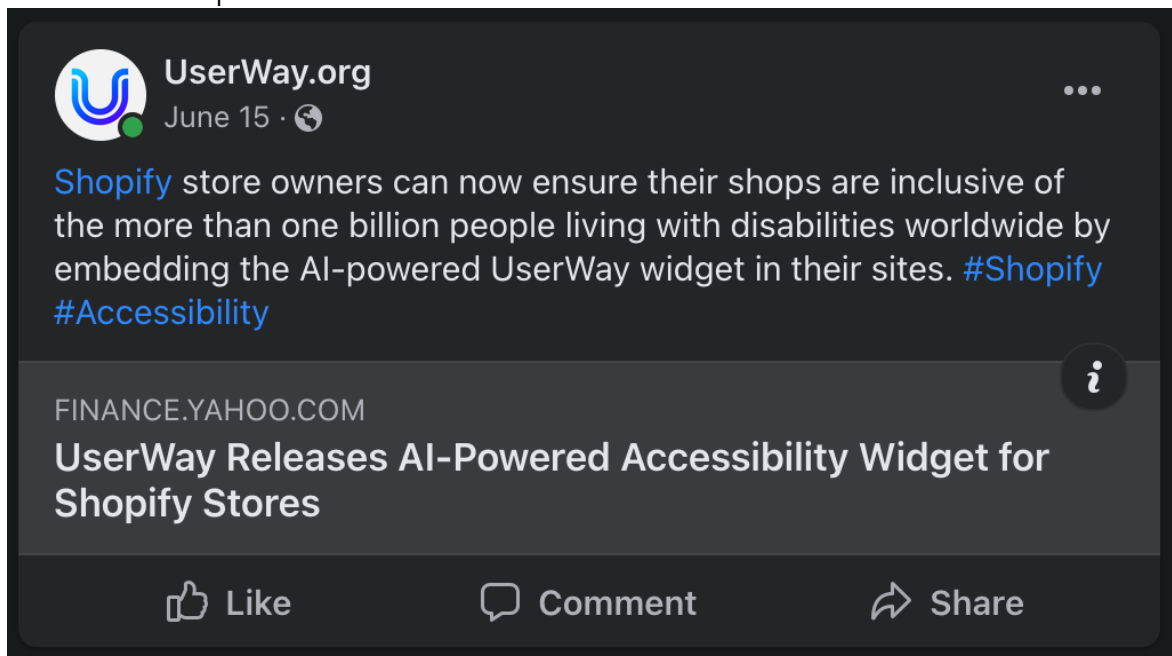 UserWay.org
June 15 ·
Shopify store owners can now ensure their shops are inclusive of
the more than one billion people living with disabilities worldwide by
embedding the AI-powered UserWay widget in their sites. #Shopify
#Accessibility
i
FINANCE.YAHOO.COM
UserWay Releases AI-Powered Accessibility Widget for
Shopify Stores
Like Comment Share